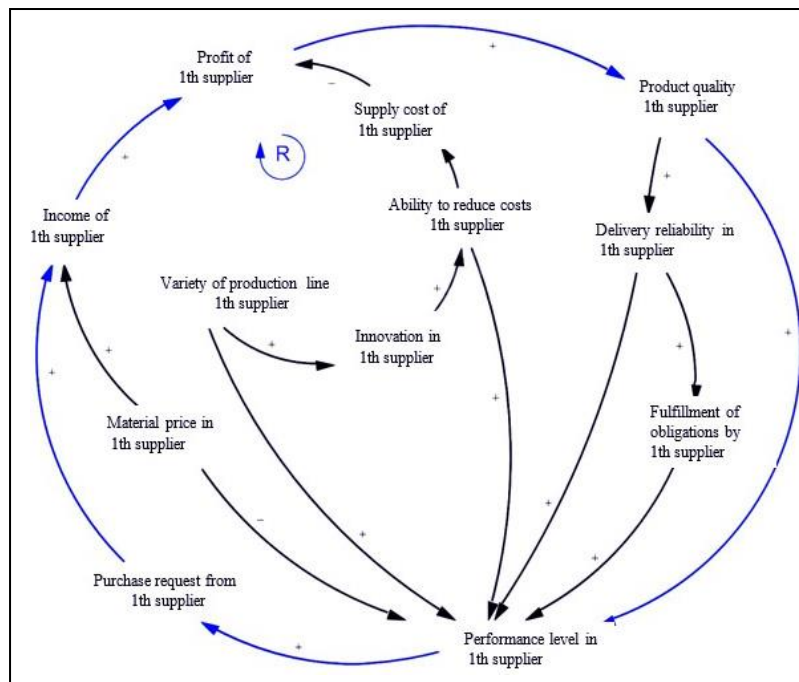 Profit of
1th supplier
+
Product quality
1th supplier
−
Supply cost of
1th supplier
R
+
+
Income of
1th supplier
Ability to reduce costs
1th supplier
Delivery reliability in
1th supplier
Variety of production line
1th supplier
+
Innovation in
1th supplier
+
+
+
+
+
Material price in
1th supplier
+
Fulfillment of
obligations by
1th supplier
−
+
+
+
Purchase request from
1th supplier
+
Performance level in
1th supplier
+